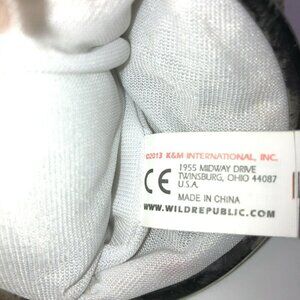 ©2013 K&M INTERNATIONAL, INC.
1955 MIDWAY DRIVE
TWINSBURG, OHIO 44087
U.S.A.
CE
MADE IN CHINA
WWW.WILDREPUBLIC.COM